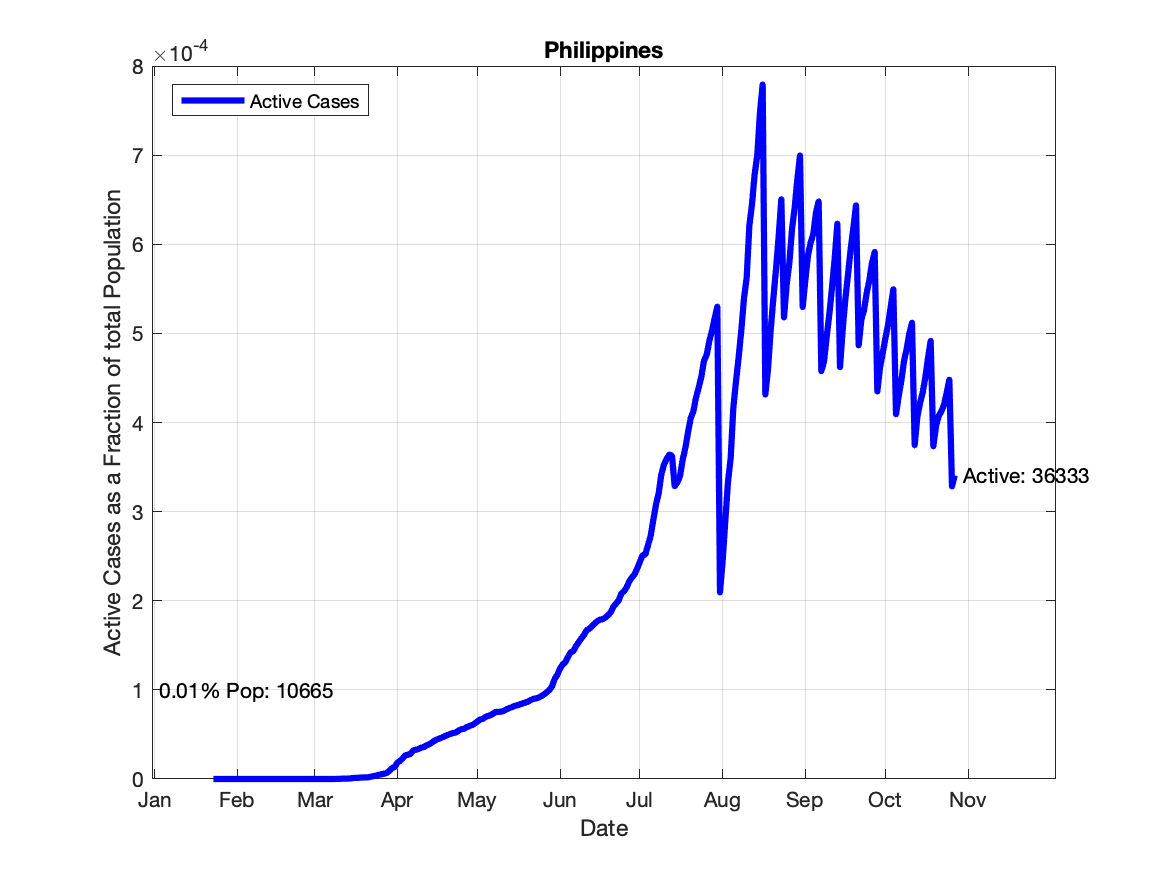 Philippines
×10-4
Active Cases
Active Cases as a Fraction of total Population
8
7
6
5
4
3
2
1
0
Active: 36333
0.01% Pop: 10665
Jan Feb Mar Apr May Jun Jul Aug Sep Oct Nov
Date